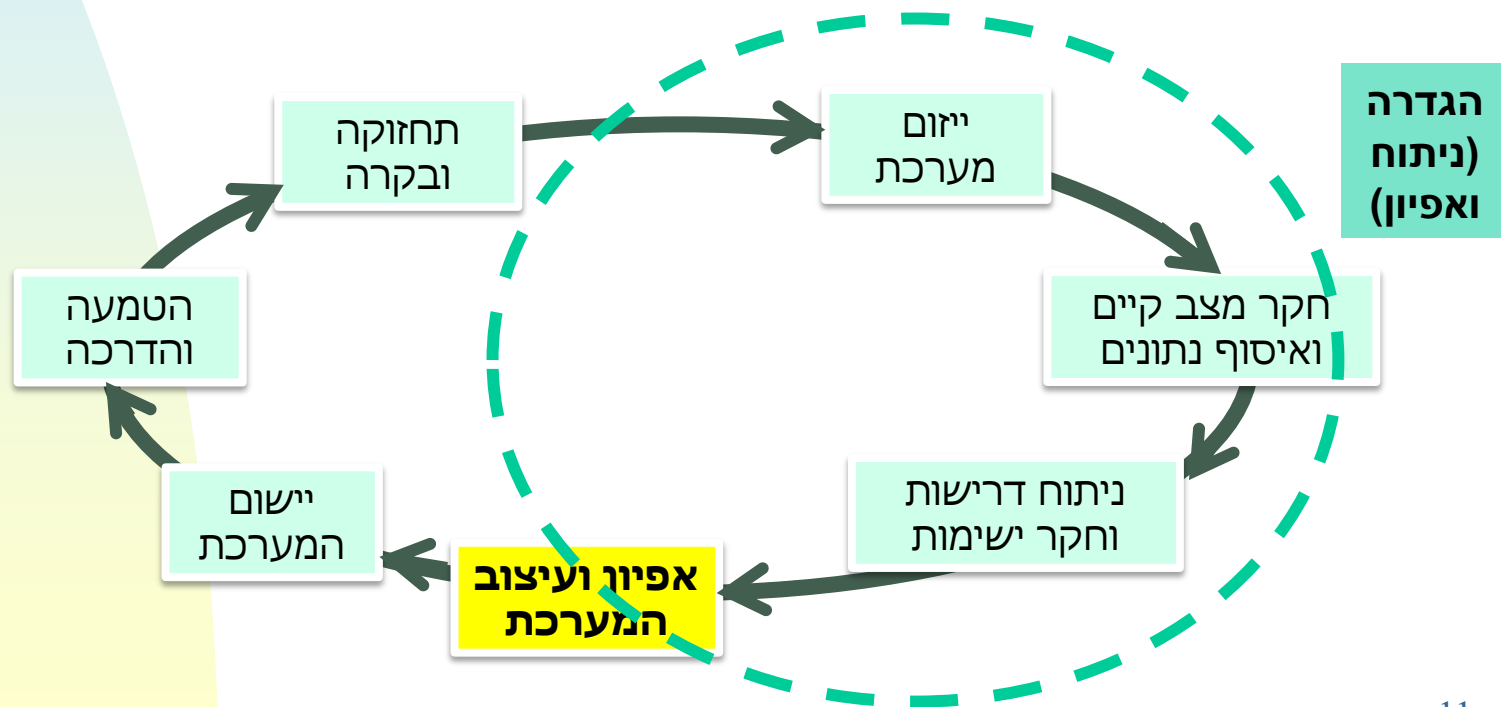 הגדרה
(ניתוח
ואפיון)
ייזום
מערכת
חקר מצב קיים
ואיסוף נתונים
ניתוח דרישות
וחקר ישימות
אפיון ועיצוב
המערכת
יישום
המערכת
הטמעה
והדרכה
תחזוקה
ובקרה
11